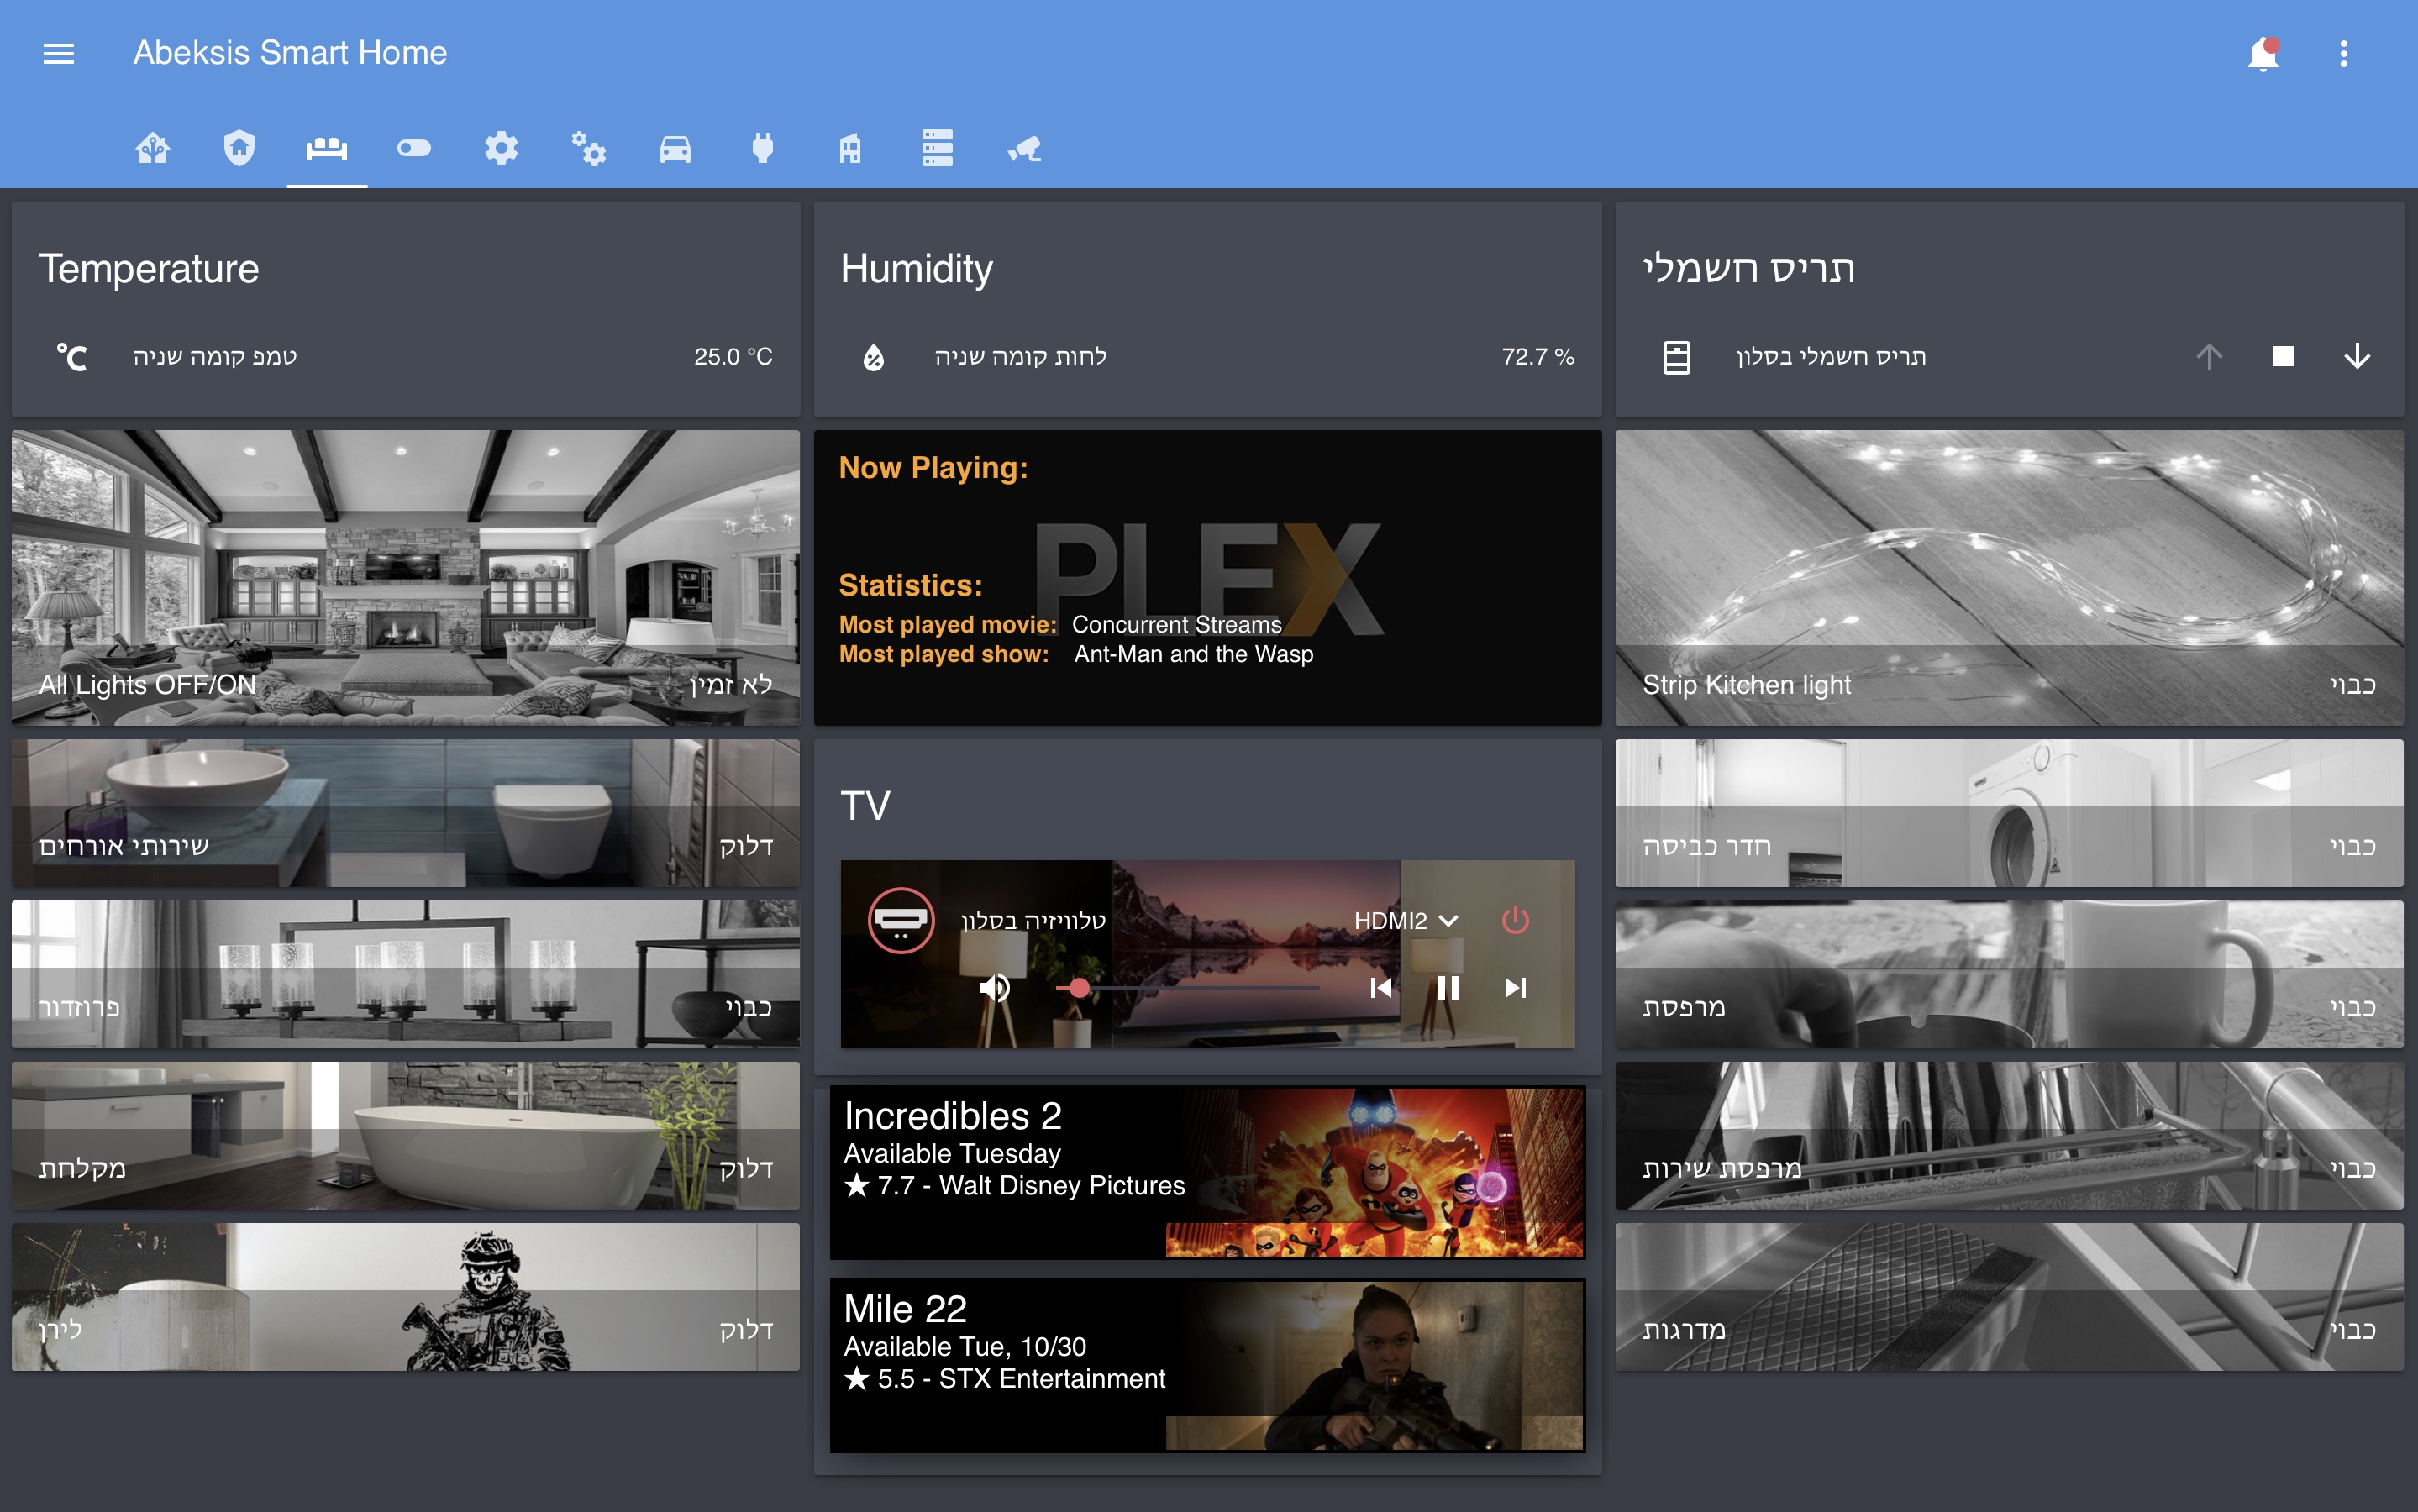 Abeksis Smart Home
Temperature
טמפ קומה שניה
25.0 °C
Humidity
לחות קומה שניה
72.7 %
תריס חשמלי
תריס חשמלי בסלון
All Lights OFF/ON
לא זמין
Now Playing:
PLEX
Statistics:
Most played movie: Concurrent Streams
Most played show: Ant-Man and the Wasp
Strip Kitchen light
כבוי
שירותי אורחים
דלוק
פרוזדור
כבוי
מקלחת
דלוק
לירן
דלוק
TV
טלוויזיה בסלון
HDMI2
Incredibles 2
Available Tuesday
★ 7.7 - Walt Disney Pictures
Mile 22
Available Tue, 10/30
★ 5.5 - STX Entertainment
חדר כביסה
כבוי
מרפסת
כבוי
מרפסת שירות
כבוי
מדרגות
כבוי